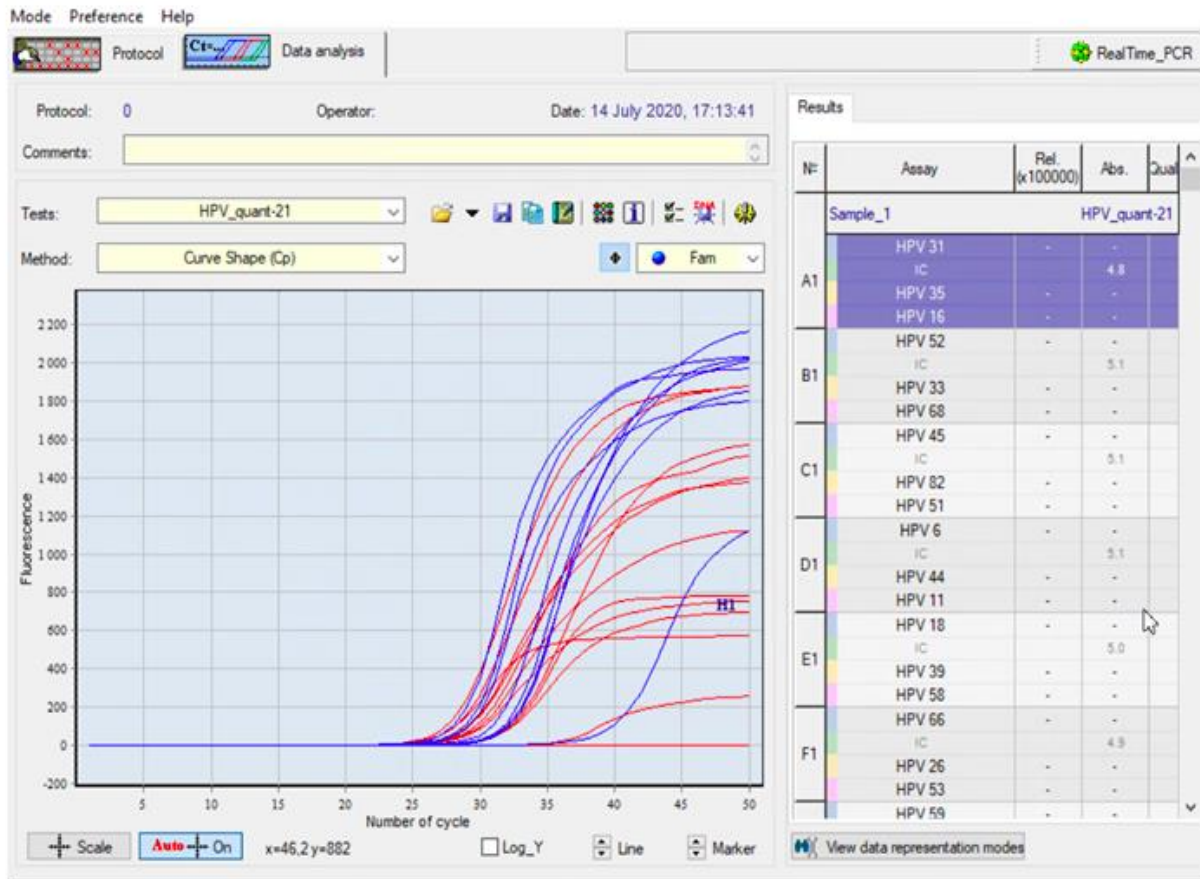 Mode Preference Help
Ct=... Protocol Data analysis RealTime_PCR
Protocol: 0 Operator: Date: 14 July 2020, 17:13:41
Comments:
Tests: HPV_quant-21
Method: Curve Shape (Cp) Fam
2 200
2 000
1 800
1 600
1 400
1 200
1 000
800
600
400
200
0
-200
Fluorescence
H1
5 10 15 20 25 30 35 40 45 50
Number of cycle
Scale Auto On x=46,2 y=882 Log_Y Line Marker
Results
N= Assay Rel. (x100000) Abs. Qual
Sample_1 HPV_quant-21
A1
HPV 31 - -
IC 4.8
HPV 35 - -
HPV 16 - -
B1
HPV 52 - -
IC 5.1
HPV 33 - -
HPV 68 - -
C1
HPV 45 - -
IC 5.1
HPV 82 - -
HPV 51 - -
D1
HPV 6 - -
IC 5.1
HPV 44 - -
HPV 11 - -
E1
HPV 18 - -
IC 5.0
HPV 39 - -
HPV 58 - -
F1
HPV 66 - -
IC 4.9
HPV 26 - -
HPV 53 - -
HPV 59 - -
View data representation modes